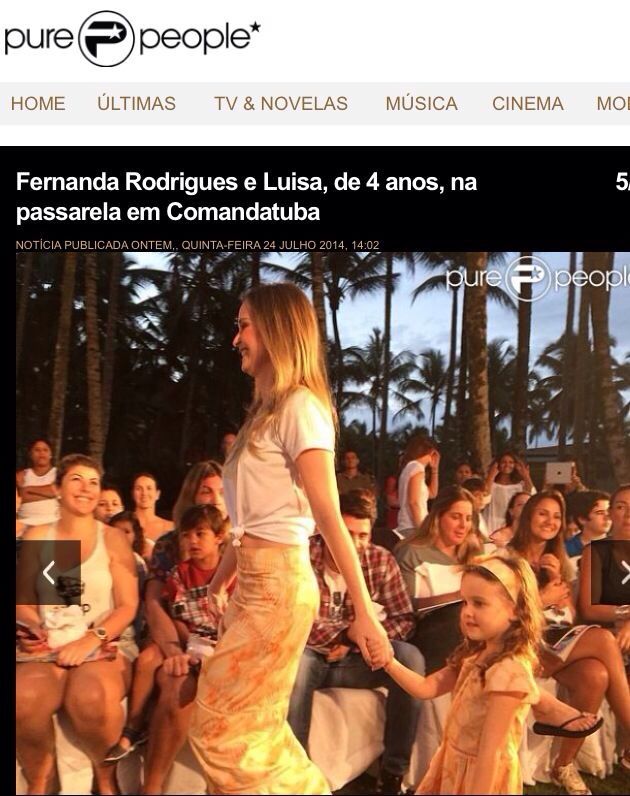 pure people*
HOME ÚLTIMAS TV & NOVELAS MÚSICA CINEMA
Fernanda Rodrigues e Luisa, de 4 anos, na 5/
passarela em Comandatuba
NOTÍCIA PUBLICADA ONTEM,, QUINTA-FEIRA 24 JULHO 2014, 14:02
pure people